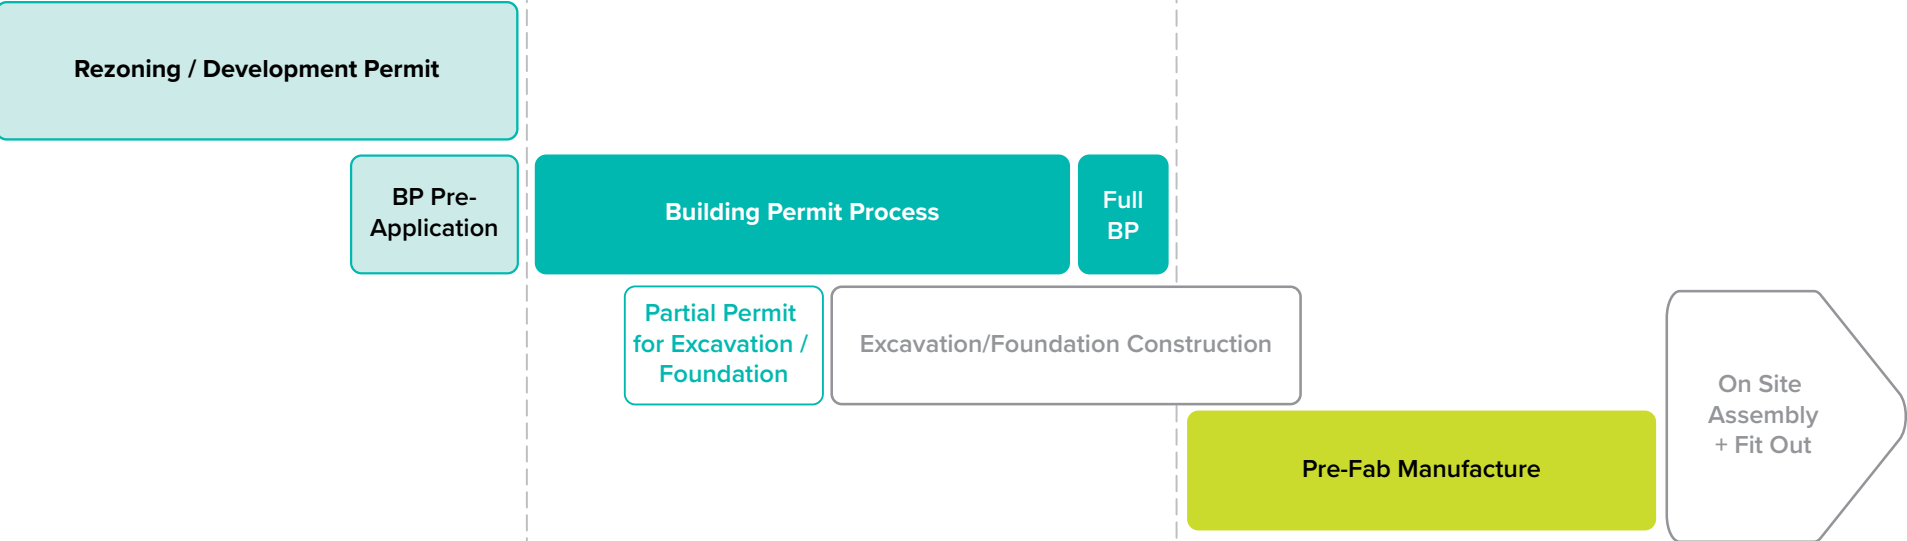 Rezoning / Development Permit
BP Pre-
Application
Building Permit Process
Full
BP
Partial Permit
for Excavation /
Foundation
Excavation/Foundation Construction
Pre-Fab Manufacture
On Site
Assembly
+ Fit Out